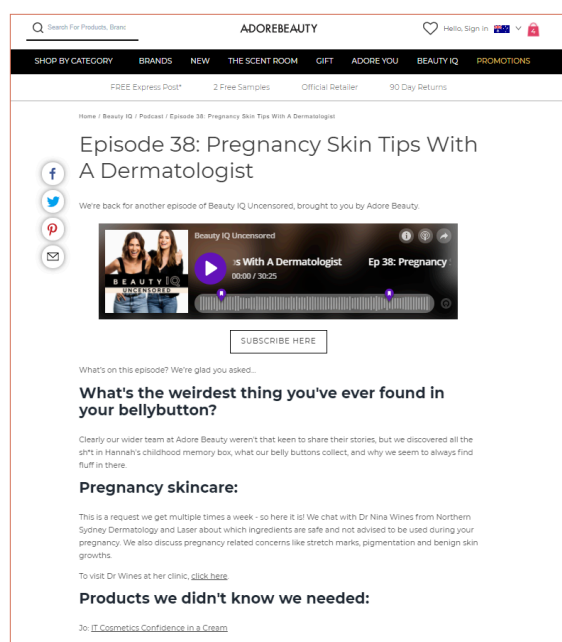 Search For Products, Branc
ADOREBEAUTY
Hello, Sign in
4
SHOP BY CATEGORY BRANDS NEW THE SCENT ROOM GIFT ADORE YOU BEAUTY IQ PROMOTIONS
FREE Express Post* 2 Free Samples Official Retailer 90 Day Returns
Home / Beauty IQ / Podcast / Episode 38: Pregnancy Skin Tips With A Dermatologist
Episode 38: Pregnancy Skin Tips With
A Dermatologist
We're back for another episode of Beauty IQ Uncensored, brought to you by Adore Beauty.
Beauty IQ Uncensored
s With A Dermatologist Ep 38: Pregnancy
00:00 / 30:25
BEAUTY IQ
UNCENSORED
SUBSCRIBE HERE
What's on this episode? We're glad you asked...
What's the weirdest thing you've ever found in
your bellybutton?
Clearly our wider team at Adore Beauty weren't that keen to share their stories, but we discovered all the
sh*t in Hannah's childhood memory box, what our belly buttons collect, and why we seem to always find
fluff in there.
Pregnancy skincare:
This is a request we get multiple times a week - so here it is! We chat with Dr Nina Wines from Northern
Sydney Dermatology and Laser about which ingredients are safe and not advised to be used during your
pregnancy. We also discuss pregnancy related concerns like stretch marks, pigmentation and benign skin
growths.
To visit Dr Wines at her clinic, click here.
Products we didn't know we needed:
Jo: IT Cosmetics Confidence in a Cream